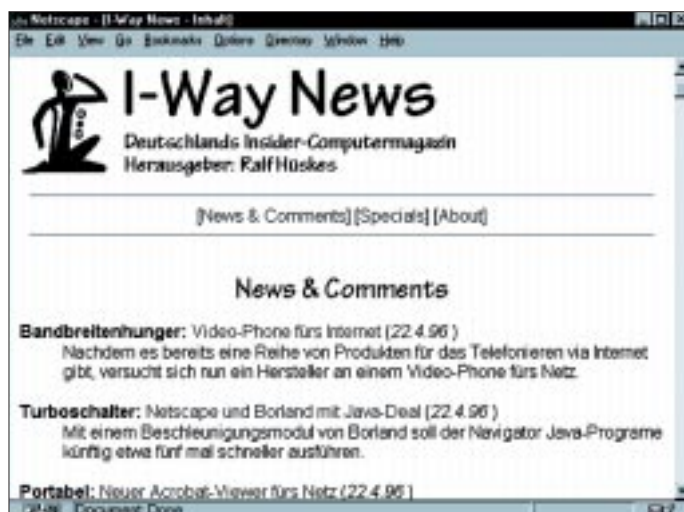 Netscape - [I-Way News - Inhalt]
File Edit View Go Bookmarks Options Directory Window Help
I-Way News
Deutschlands Insider-Computermagazin
Herausgeber: Ralf Hüskes
[News & Comments] [Specials] [About]
News & Comments
Bandbreitenhunger: Video-Phone fürs Internet (22.4.96 )
Nachdem es bereits eine Reihe von Produkten für das Telefonieren via Internet
gibt, versucht sich nun ein Hersteller an einem Video-Phone fürs Netz.
Turboschalter: Netscape und Borland mit Java-Deal (22.4.96 )
Mit einem Beschleunigungsmodul von Borland soll der Navigator Java-Programe
künftig etwa fünf mal schneller ausführen.
Portabel: Neuer Acrobat-Viewer fürs Netz (22.4.96 )
Document Done